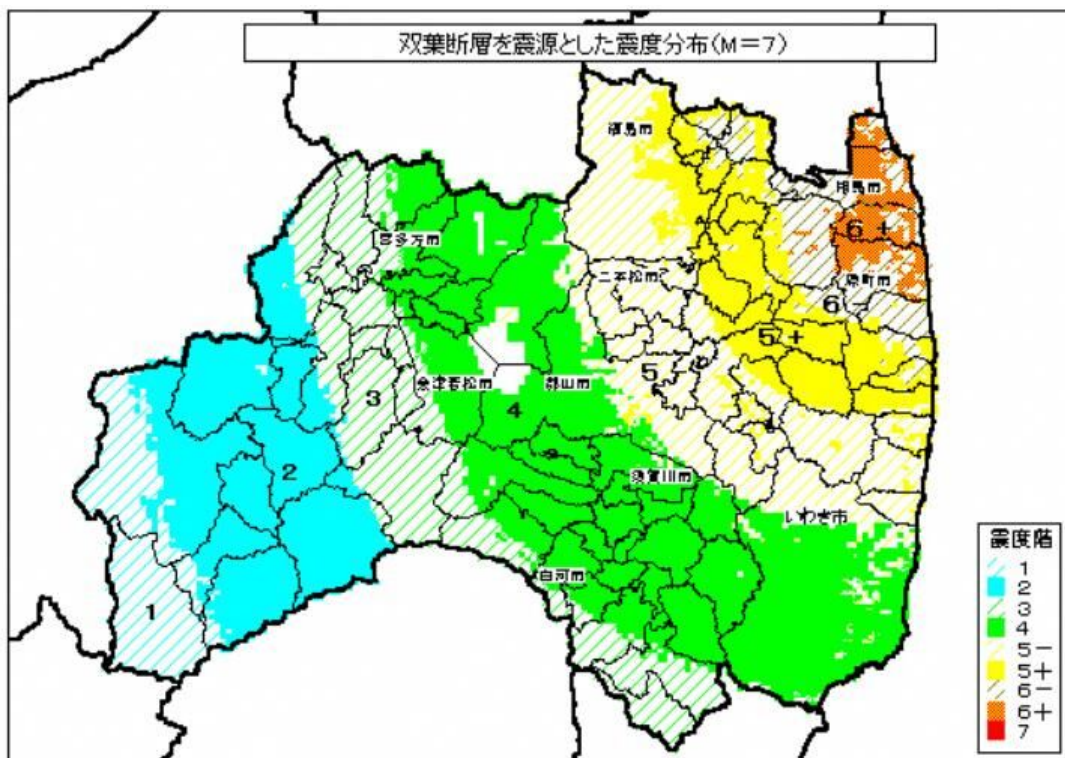 双葉断層を震源とした震度分布(M=7)
福島市
相馬市
6+
喜多方市
二本松市
原町市
6-
5+
会津若松市
郡山市
5
3
4
2
須賀川市
いわき市
白河市
1
震度階
1
2
3
4
5-
5+
6-
6+
7